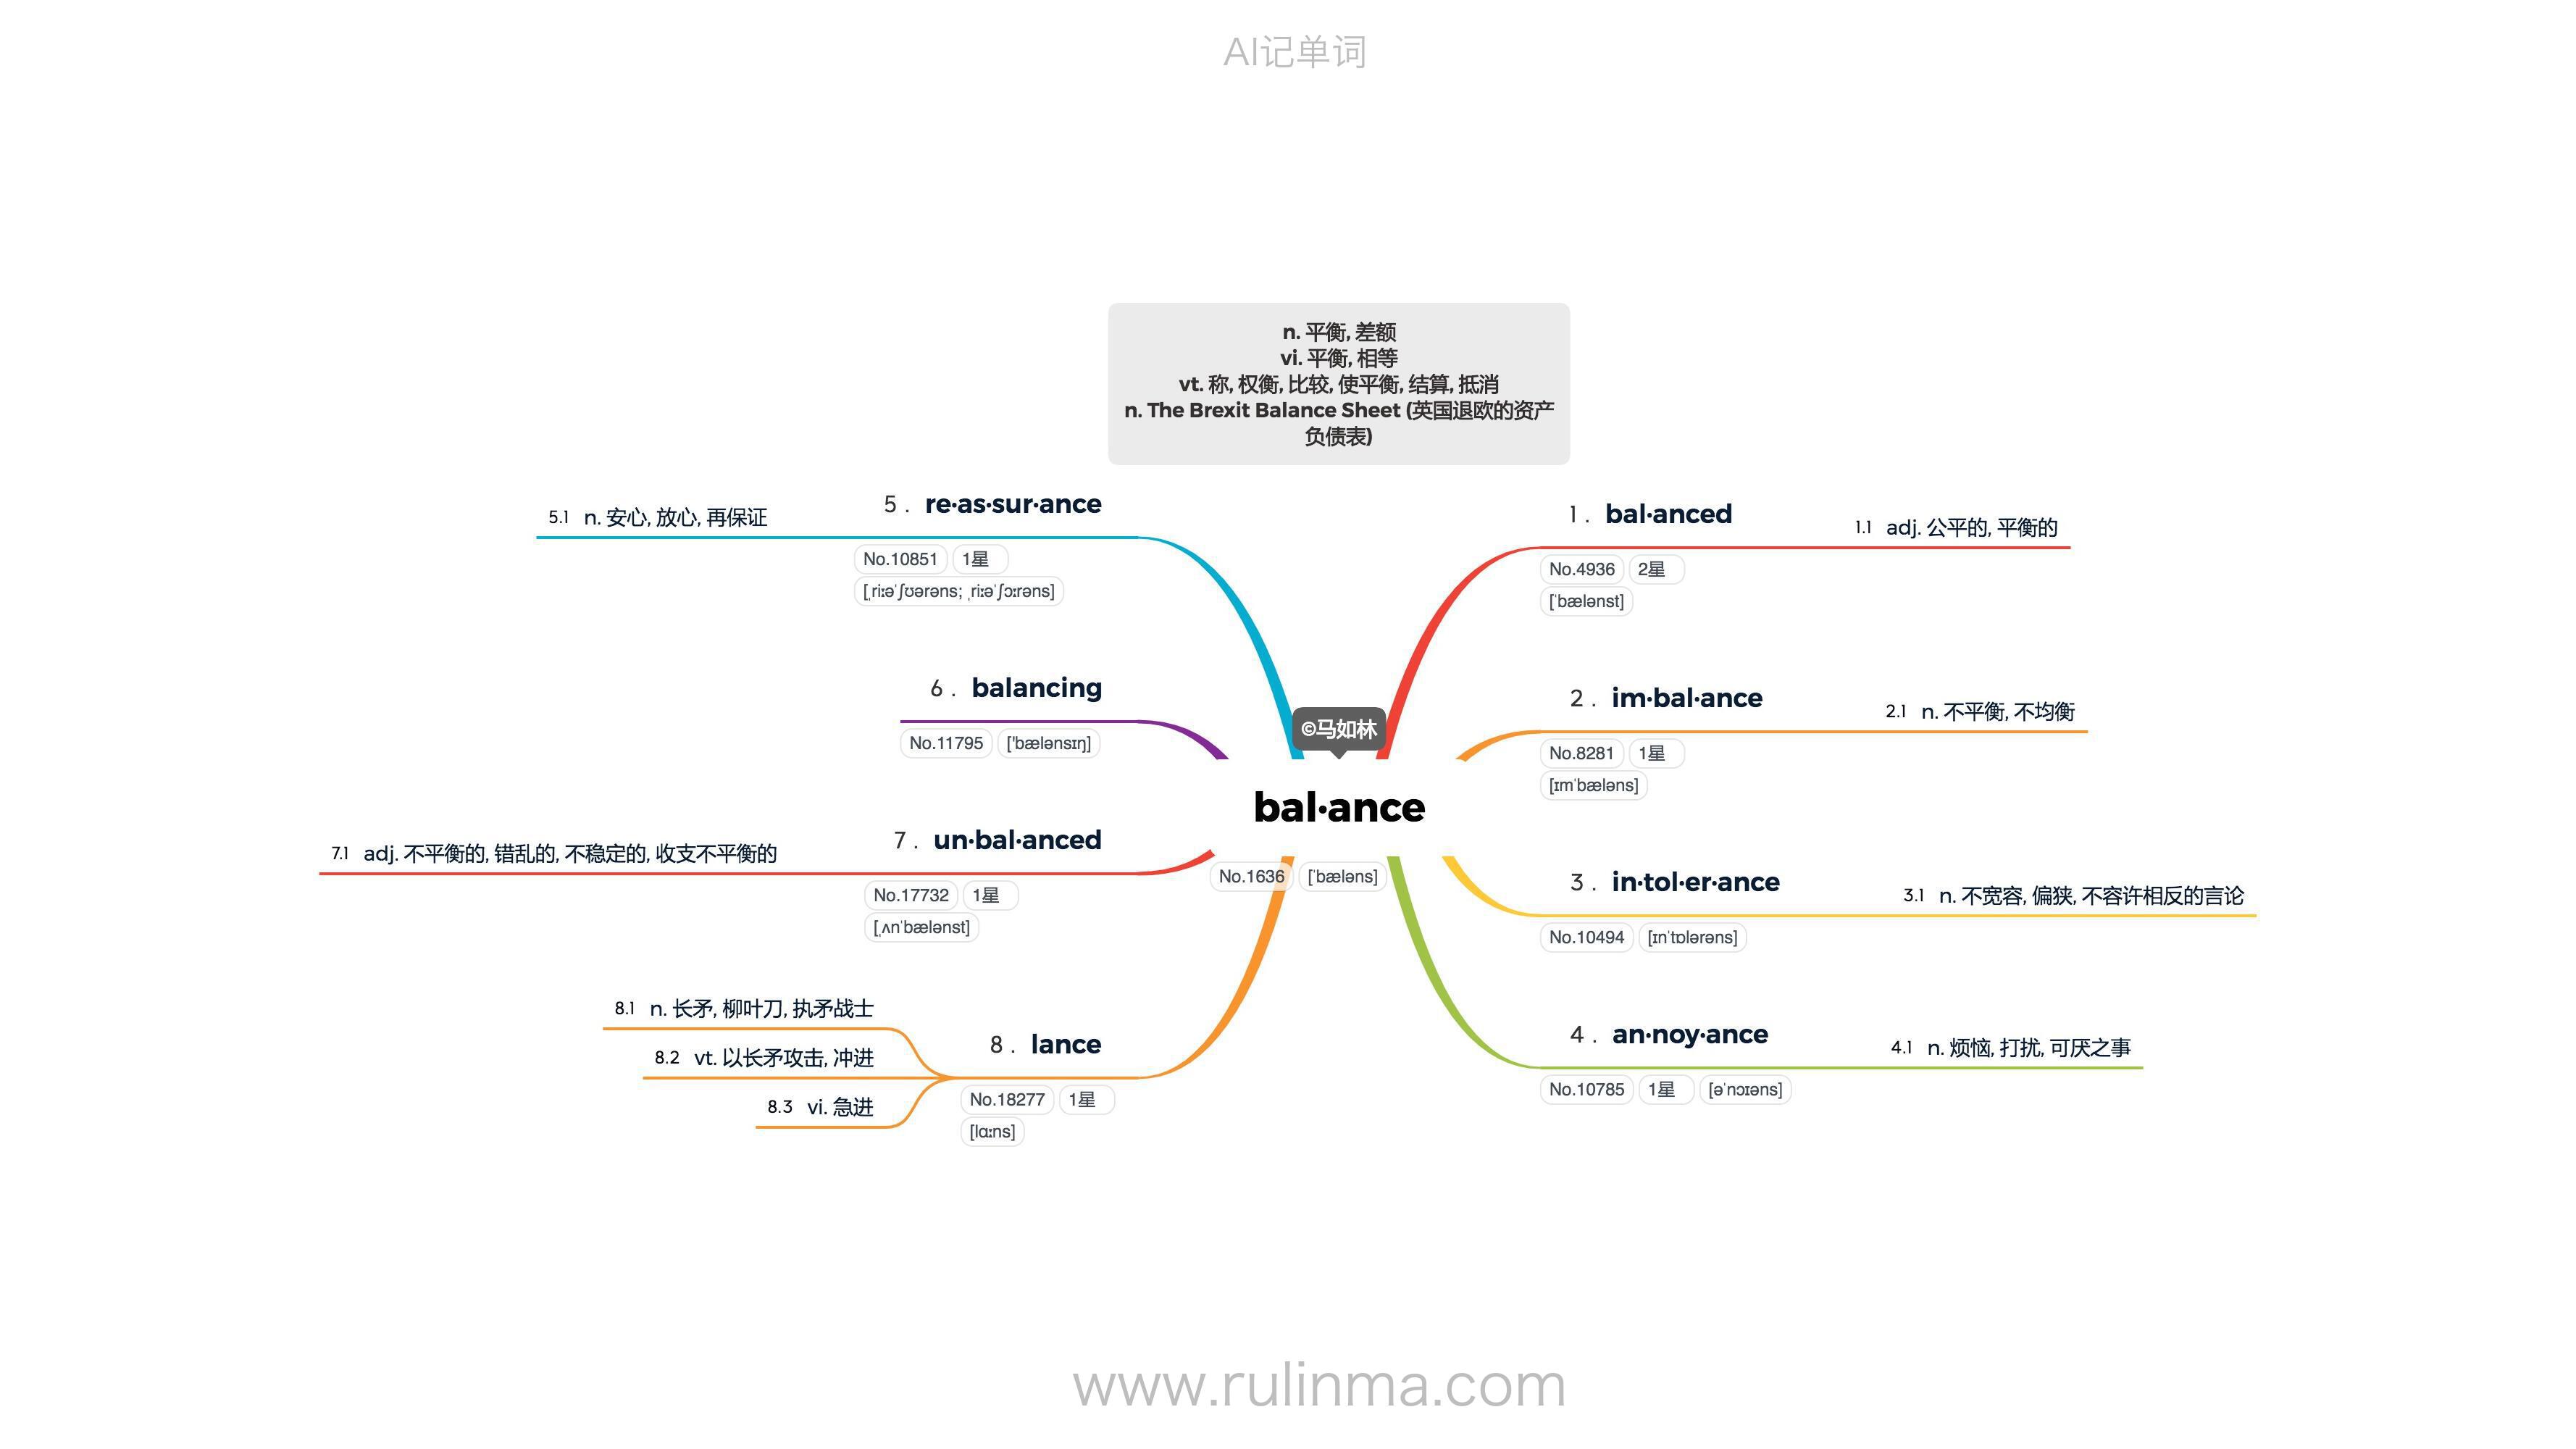 AI记单词
n. 平衡, 差额
vi. 平衡, 相等
vt. 称, 权衡, 比较, 使平衡, 结算, 抵消
n. The Brexit Balance Sheet (英国退欧的资产
负债表)
©马如林
bal·ance
No.1636 [ˈbæləns]
1 . bal·anced
No.4936 2星
[ˈbælənst]
1.1 adj. 公平的, 平衡的
2 . im·bal·ance
No.8281 1星
[ɪmˈbæləns]
2.1 n. 不平衡, 不均衡
3 . in·tol·er·ance
No.10494 [ɪnˈtɒlərəns]
3.1 n. 不宽容, 偏狭, 不容许相反的言论
4 . an·noy·ance
No.10785 1星 [əˈnɔɪəns]
4.1 n. 烦恼, 打扰, 可厌之事
5 . re·as·sur·ance
No.10851 1星
[ˌriːəˈʃʊərəns; ˌriːəˈʃɔːrəns]
5.1 n. 安心, 放心, 再保证
6 . balancing
No.11795 ['bælənsɪŋ]
7 . un·bal·anced
No.17732 1星
[ˌʌnˈbælənst]
7.1 adj. 不平衡的, 错乱的, 不稳定的, 收支不平衡的
8 . lance
No.18277 1星
[lɑːns]
8.1 n. 长矛, 柳叶刀, 执矛战士
8.2 vt. 以长矛攻击, 冲进
8.3 vi. 急进
www.rulinma.com